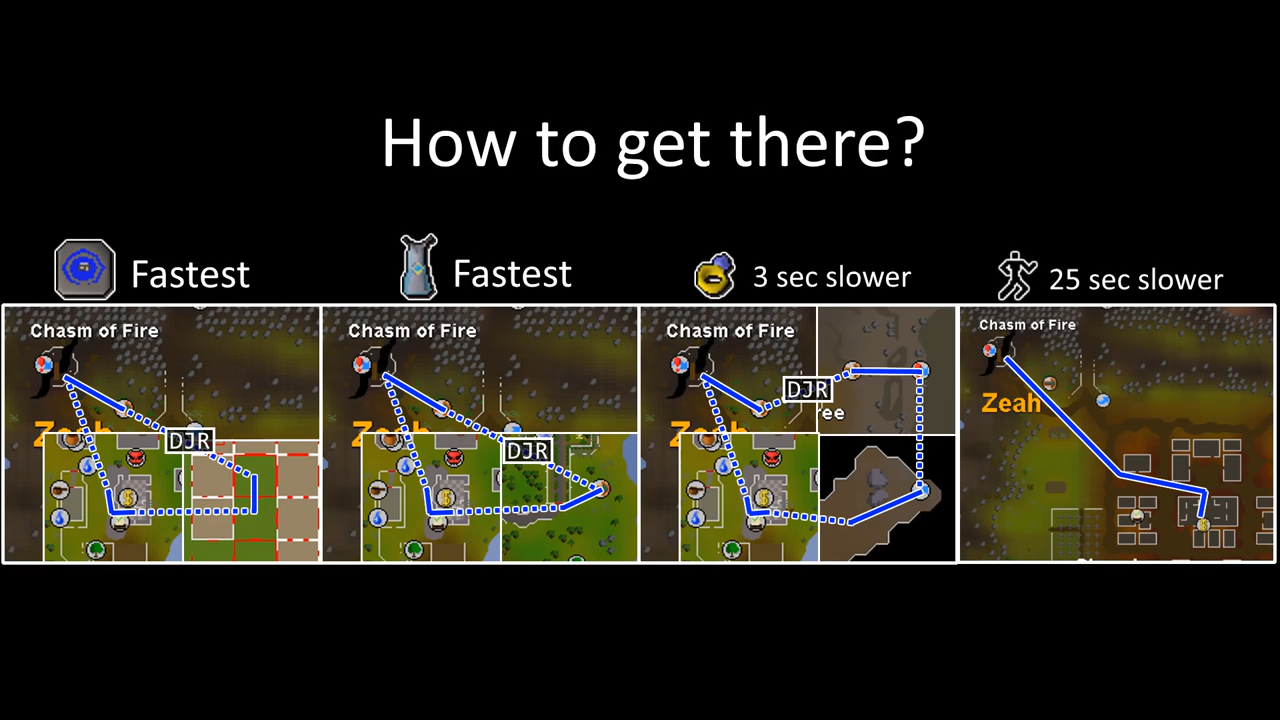 How to get there?
Fastest
Fastest
3 sec slower
25 sec slower
Chasm of Fire
Chasm of Fire
Chasm of Fire
Chasm of Fire
DJR
ree
Zeah
DJR
DJR